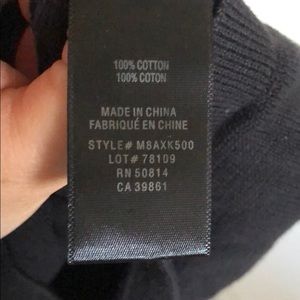 100% COTTON
100% COTON
MADE IN CHINA
FABRIQUÉ EN CHINE
STYLE# M8AXK500
LOT# 78109
RN 50814
CA 39861